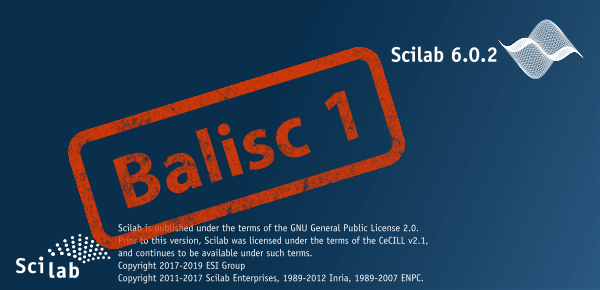 Scilab 6.0.2
Balisc 1
Scilab is published under the terms of the GNU General Public License 2.0.
Prior to this version, Scilab was licensed under the terms of the CeCILL v2.1,
and continues to be available under such terms.
Copyright 2017-2019 ESI Group
Copyright 2011-2017 Scilab Enterprises, 1989-2012 Inria, 1989-2007 ENPC.
Scilab